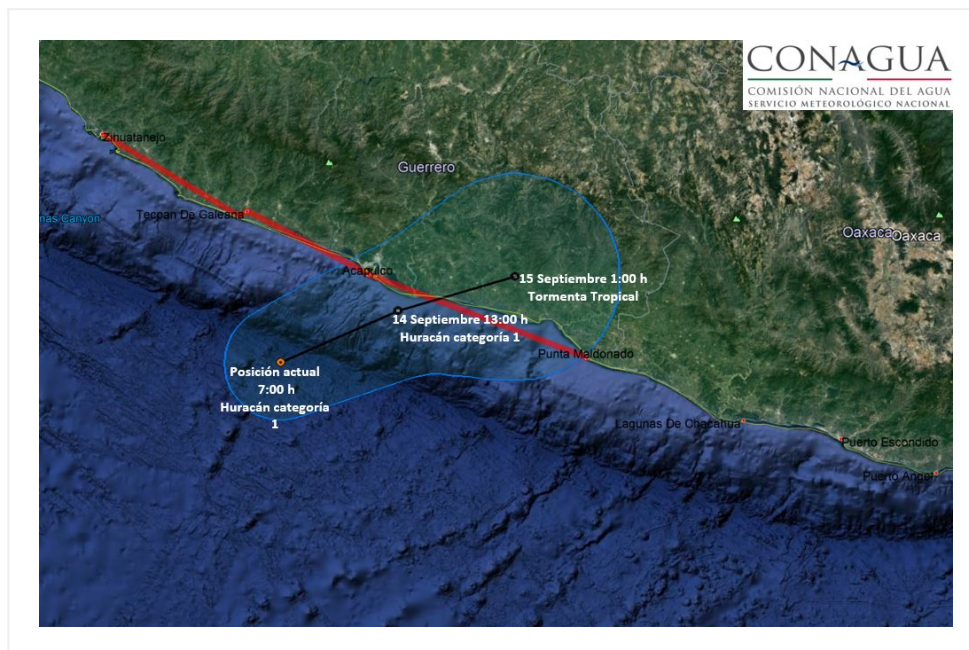 CONAGUA
COMISIÓN NACIONAL DEL AGUA
SERVICIO METEOROLÓGICO NACIONAL
Zihuatanejo
Guerrero
nas Canyon
Tecpan De Galeana
Oaxaca
Oaxaca
Acapulco
15 Septiembre 1:00 h
Tormenta Tropical
14 Septiembre 13:00 h
Huracán categoría 1
Punta Maldonado
Posición actual
7:00 h
Huracán categoría
1
Lagunas De Chacahua
Puerto Escondido
Puerto Angel